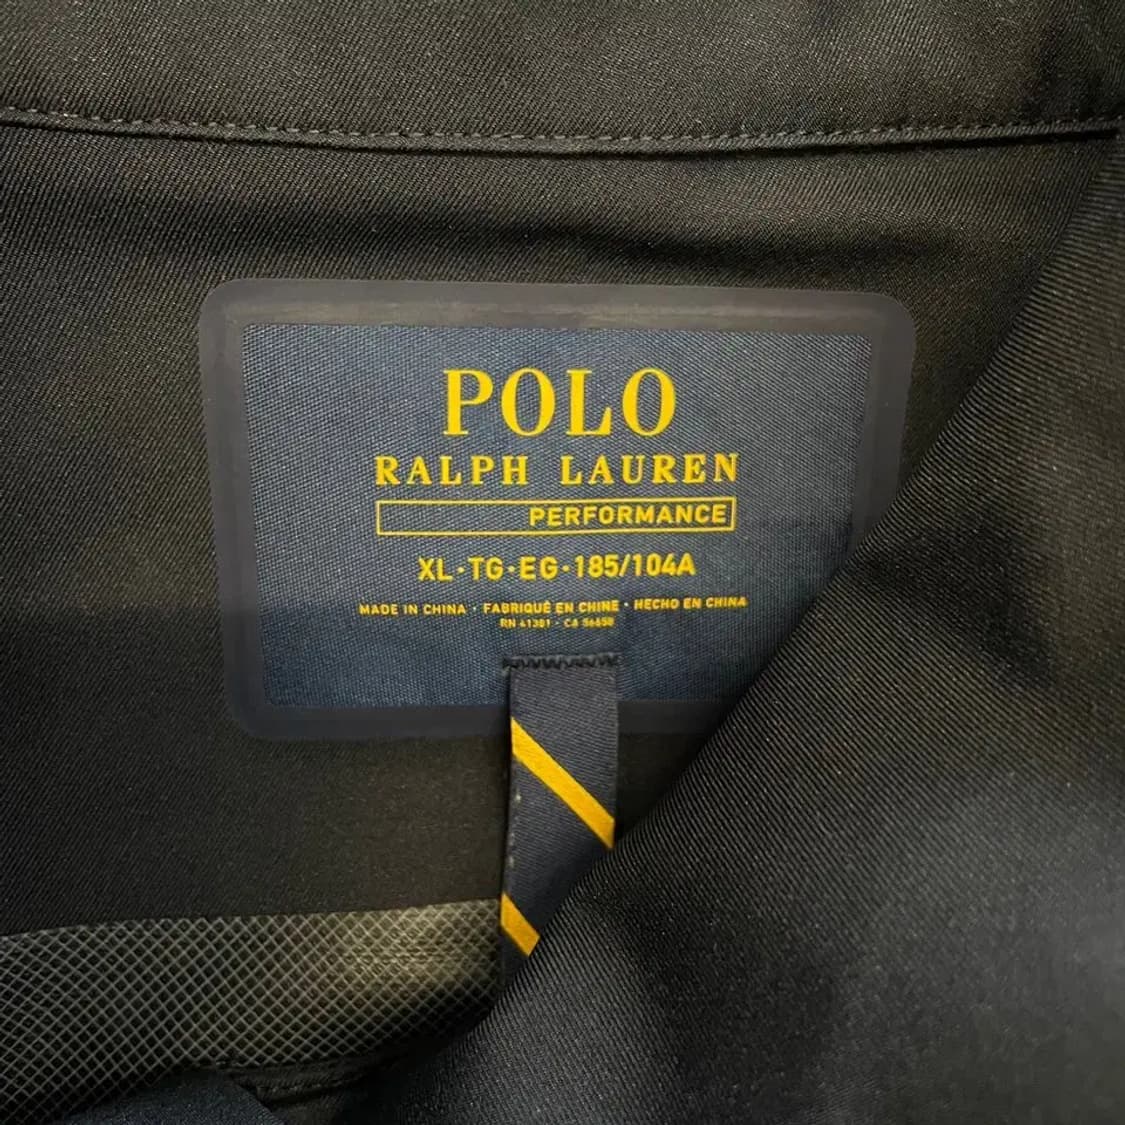 POLO
RALPH LAUREN
PERFORMANCE
XL·TG·EG·185/104A
MADE IN CHINA · FABRIQUÉ EN CHINE · HECHO EN CHINA
RN 41381 · CA 56658